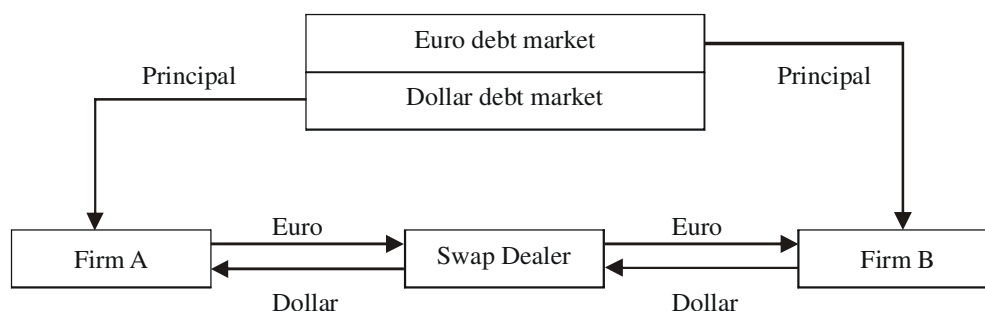 Euro debt market
Principal
Principal
Dollar debt market
Euro
Euro
Firm A
Swap Dealer
Firm B
Dollar
Dollar